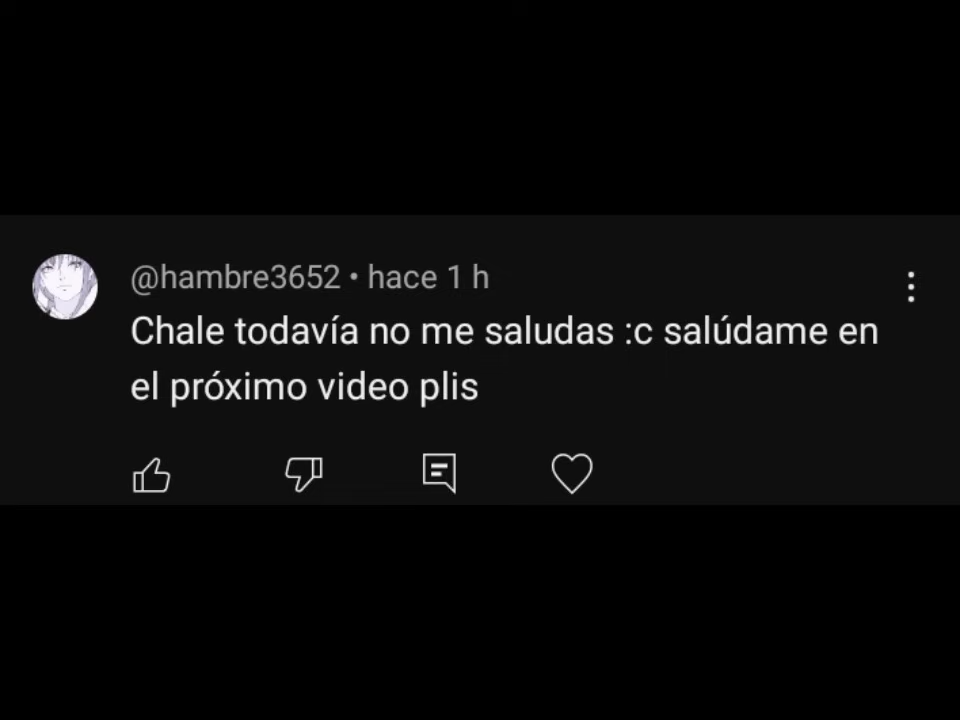 @hambre3652 • hace 1 h
Chale todavía no me saludas :c salúdame en
el próximo video plis